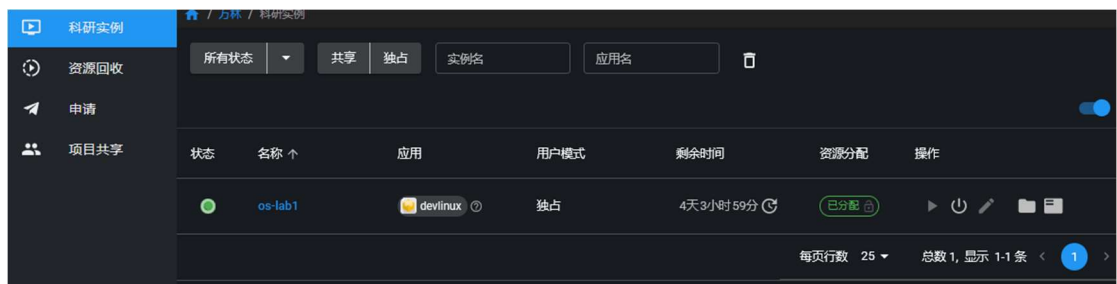 / 万林 / 科研实例
科研实例
资源回收
申请
项目共享
所有状态 共享 独占 实例名 应用名
状态 名称 应用 用户模式 剩余时间 资源分配 操作
os-lab1 devlinux 独占 4天3小时59分 已分配
每页行数 25 总数 1, 显示 1-1 条 1